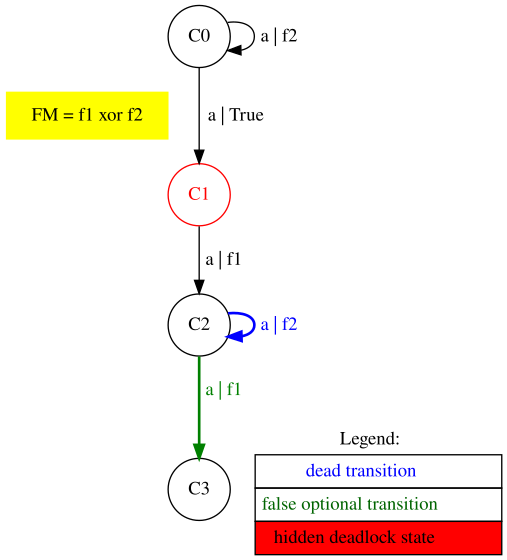 C0
a | f2
a | True
FM = f1 xor f2
C1
a | f1
C2
a | f2
a | f1
C3
Legend:
dead transition
false optional transition
hidden deadlock state